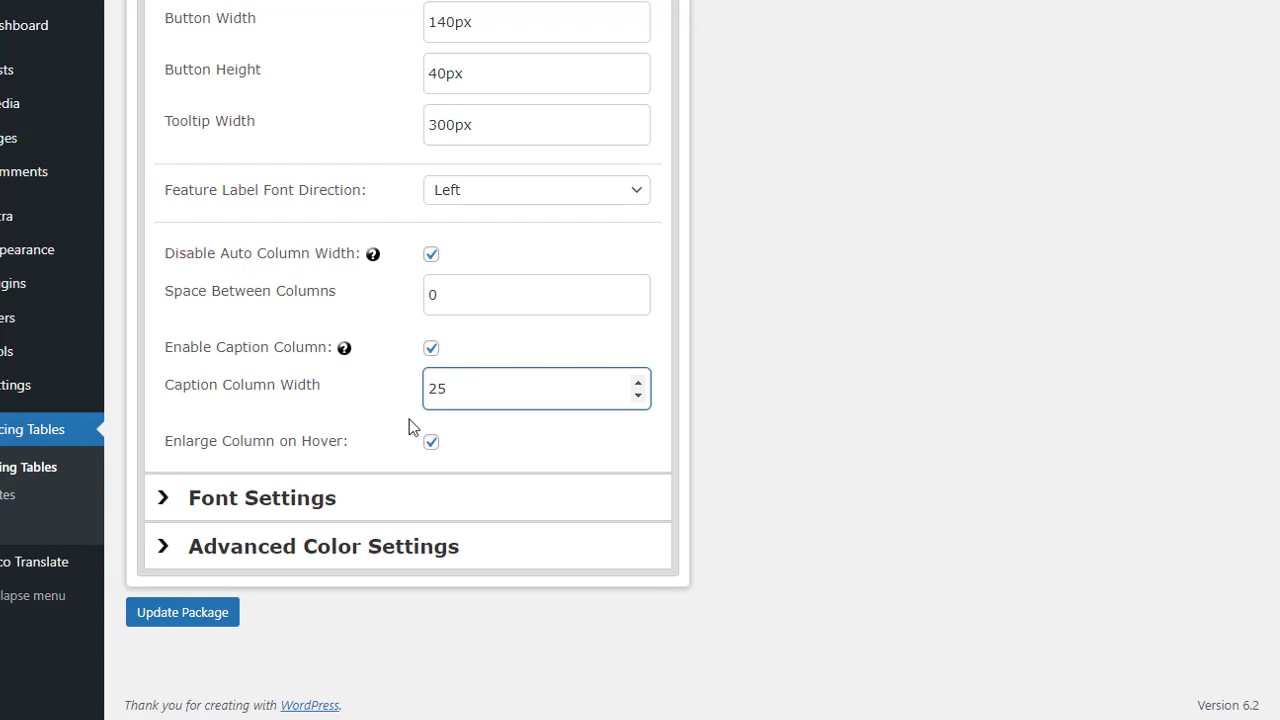 shboard
Button Width
140px
sts
Button Height
40px
dia
Tooltip Width
300px
ges
mments
Feature Label Font Direction:
Left
tra
pearance
Disable Auto Column Width: ?
gins
Space Between Columns
0
ers
Enable Caption Column: ?
ols
Caption Column Width
25
ttings
cing Tables
Enlarge Column on Hover:
ing Tables
tes
Font Settings
Advanced Color Settings
co Translate
lapse menu
Update Package
Thank you for creating with WordPress.
Version 6.2